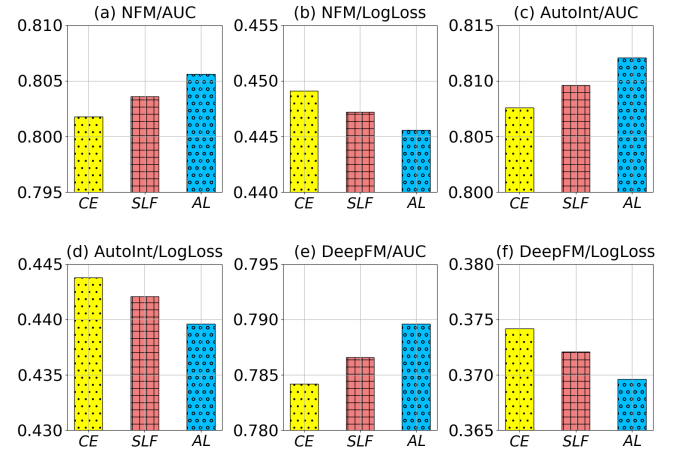 (a) NFM/AUC
0.810
0.805
0.800
0.795
CE SLF AL
(b) NFM/LogLoss
0.455
0.450
0.445
0.440
CE SLF AL
(c) AutoInt/AUC
0.815
0.810
0.805
0.800
CE SLF AL
(d) AutoInt/LogLoss
0.445
0.440
0.435
0.430
CE SLF AL
(e) DeepFM/AUC
0.795
0.790
0.785
0.780
CE SLF AL
(f) DeepFM/LogLoss
0.380
0.375
0.370
0.365
CE SLF AL